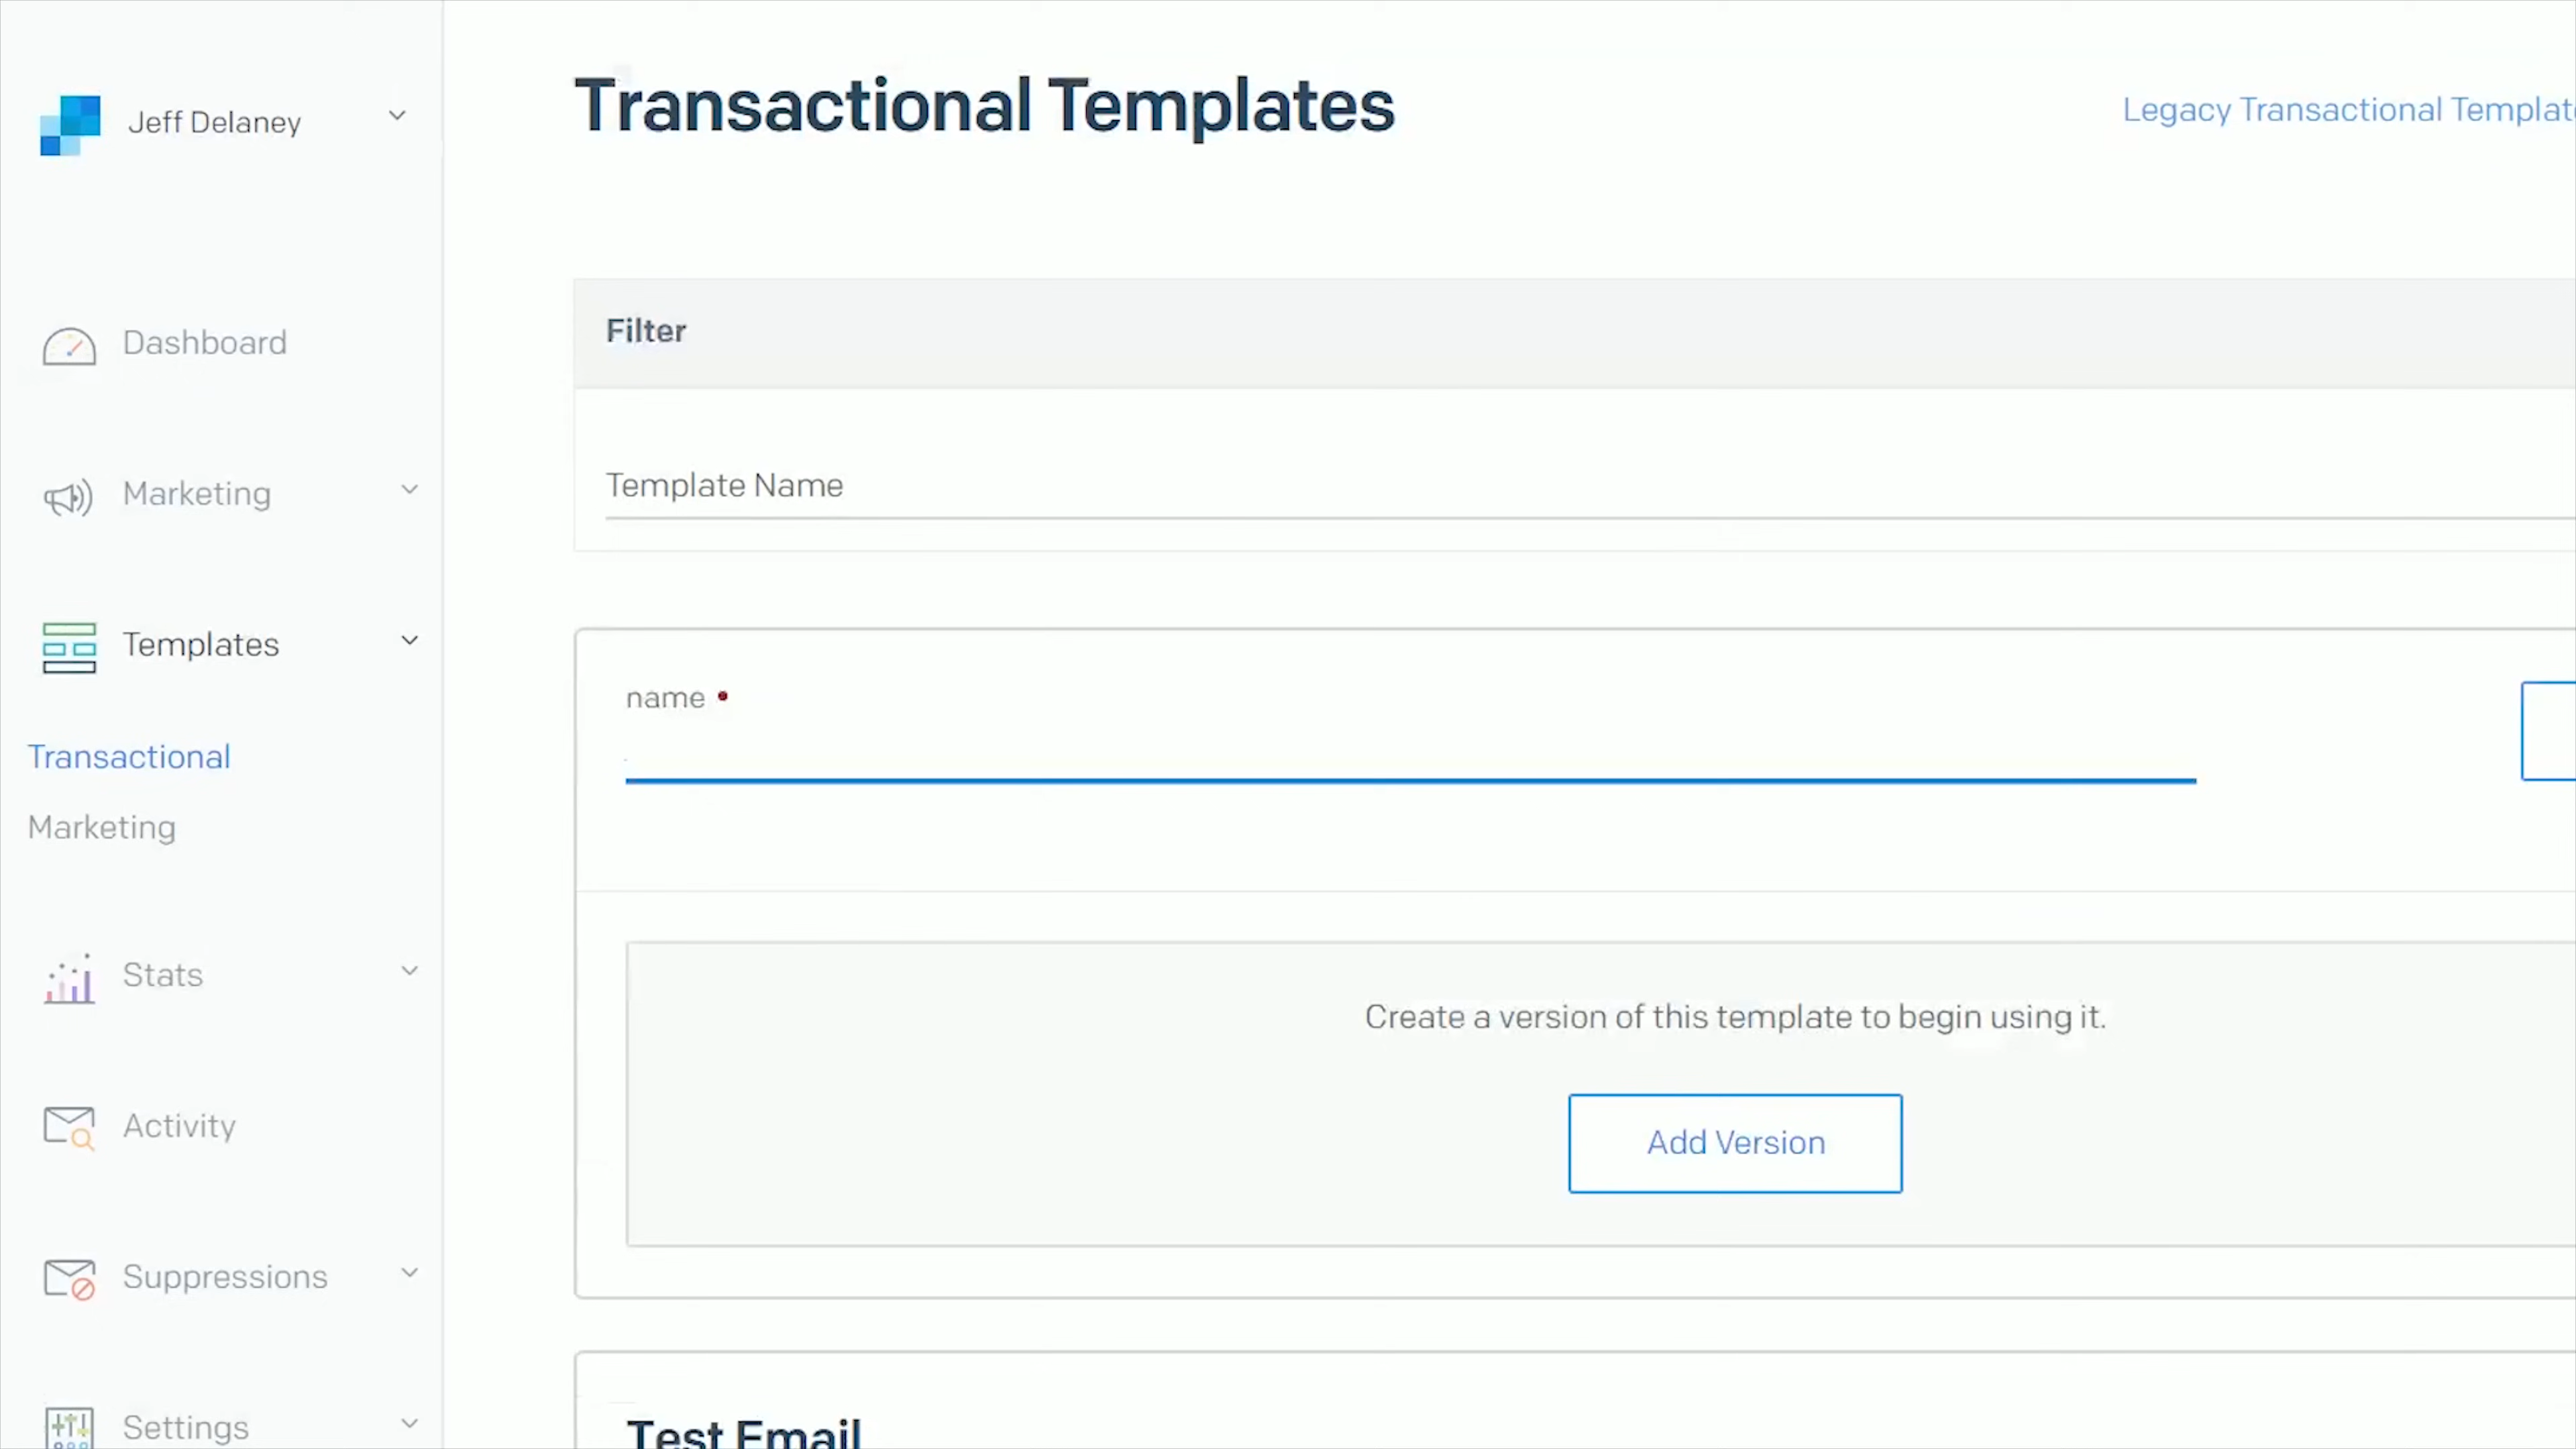 Jeff Delaney
Dashboard
Marketing
Templates
Transactional
Marketing
Stats
Activity
Suppressions
Settings
Transactional Templates
Legacy Transactional
Filter
Template Name
name
Create a version of this template to begin using it.
Add Version
Test Email